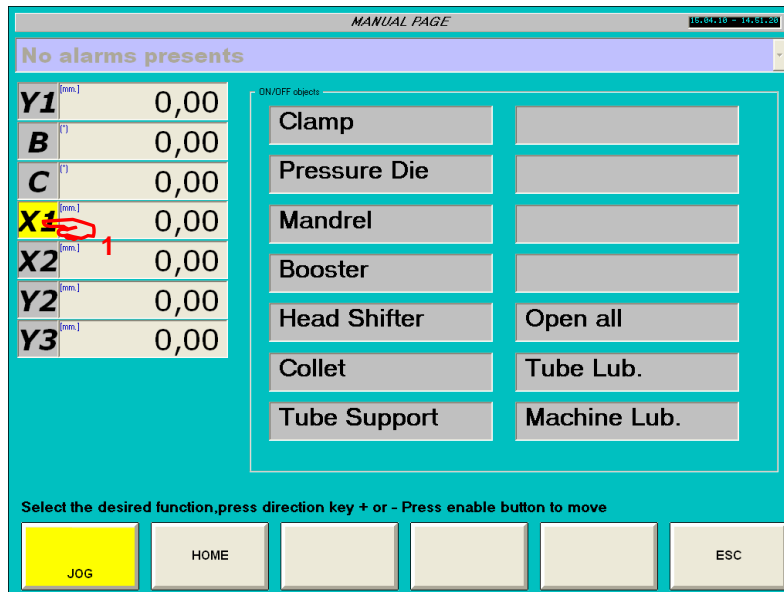 MANUAL PAGE
15.04.10 - 14.51.20
No alarms presents
Y1 [mm.] 0,00
B (°) 0,00
C (°) 0,00
X1 [mm.] 0,00
1
X2 [mm.] 0,00
Y2 [mm.] 0,00
Y3 [mm.] 0,00
ON/OFF objects
Clamp
Pressure Die
Mandrel
Booster
Head Shifter
Open all
Collet
Tube Lub.
Tube Support
Machine Lub.
Select the desired function,press direction key + or - Press enable button to move
JOG
HOME
ESC